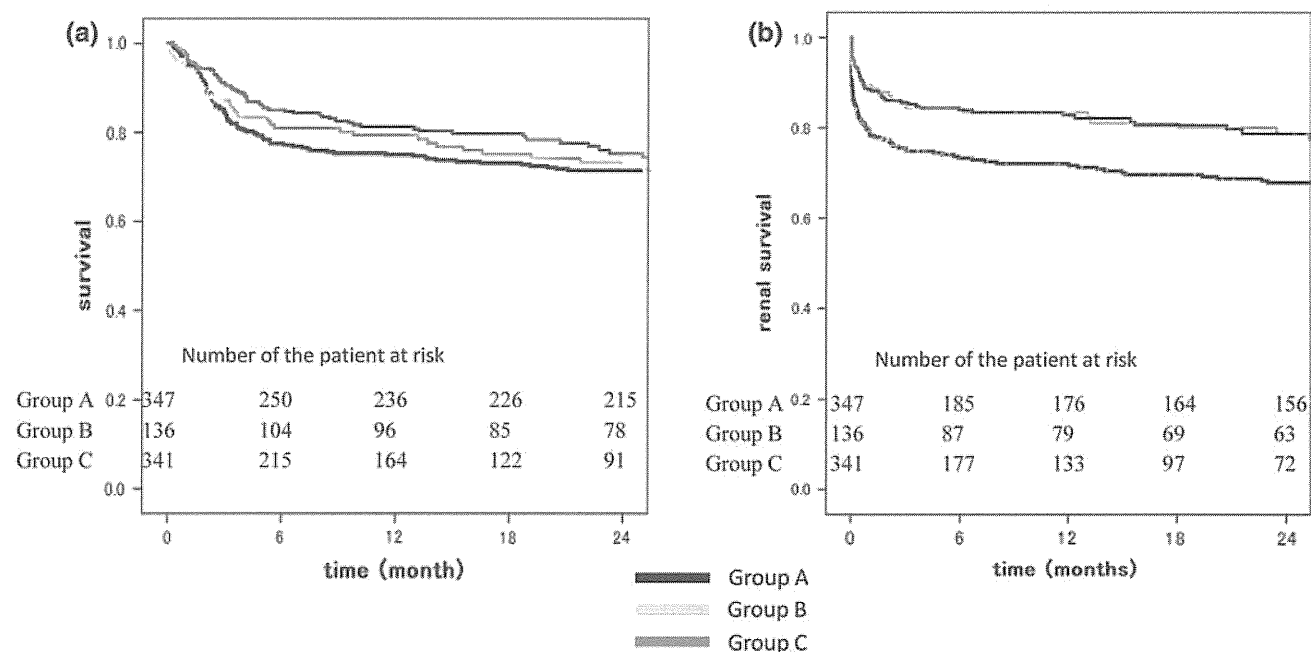 (a)
1.0
0.8
0.6
0.4
survival
Number of the patient at risk
Group A 0.2 347 250 236 226 215
Group B 136 104 96 85 78
Group C 341 215 164 122 91
0.0
0 6 12 18 24
time (month)
(b)
1.0
0.8
0.6
0.4
renal survival
Number of the patient at risk
Group A 0.2 347 185 176 164 156
Group B 136 87 79 69 63
Group C 341 177 133 97 72
0.0
0 6 12 18 24
time (months)
Group A
Group B
Group C